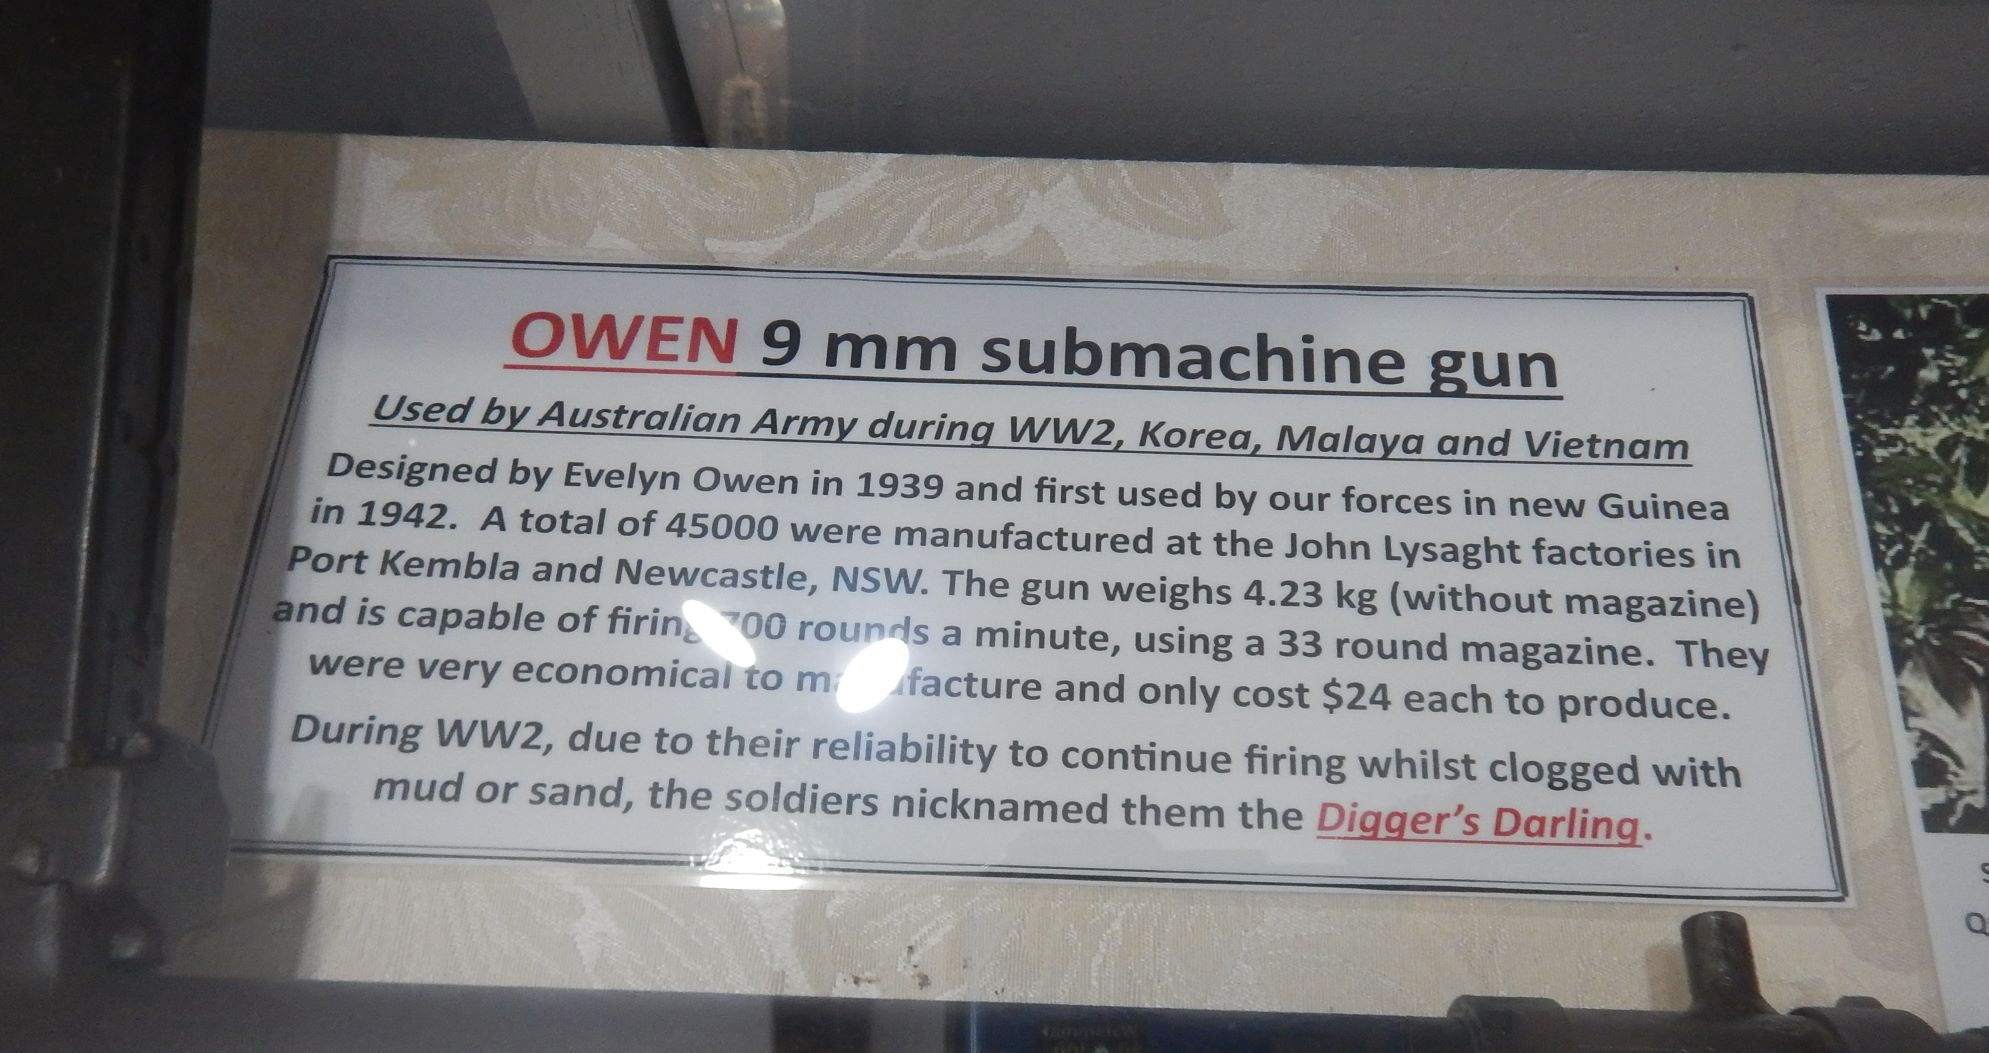 OWEN 9 mm submachine gun
Used by Australian Army during WW2, Korea, Malaya and Vietnam
Designed by Evelyn Owen in 1939 and first used by our forces in new Guinea
in 1942. A total of 45000 were manufactured at the John Lysaght factories in
Port Kembla and Newcastle, NSW. The gun weighs 4.23 kg (without magazine)
and is capable of firing 700 rounds a minute, using a 33 round magazine. They
were very economical to manufacture and only cost $24 each to produce.
During WW2, due to their reliability to continue firing whilst clogged with
mud or sand, the soldiers nicknamed them the Digger's Darling.